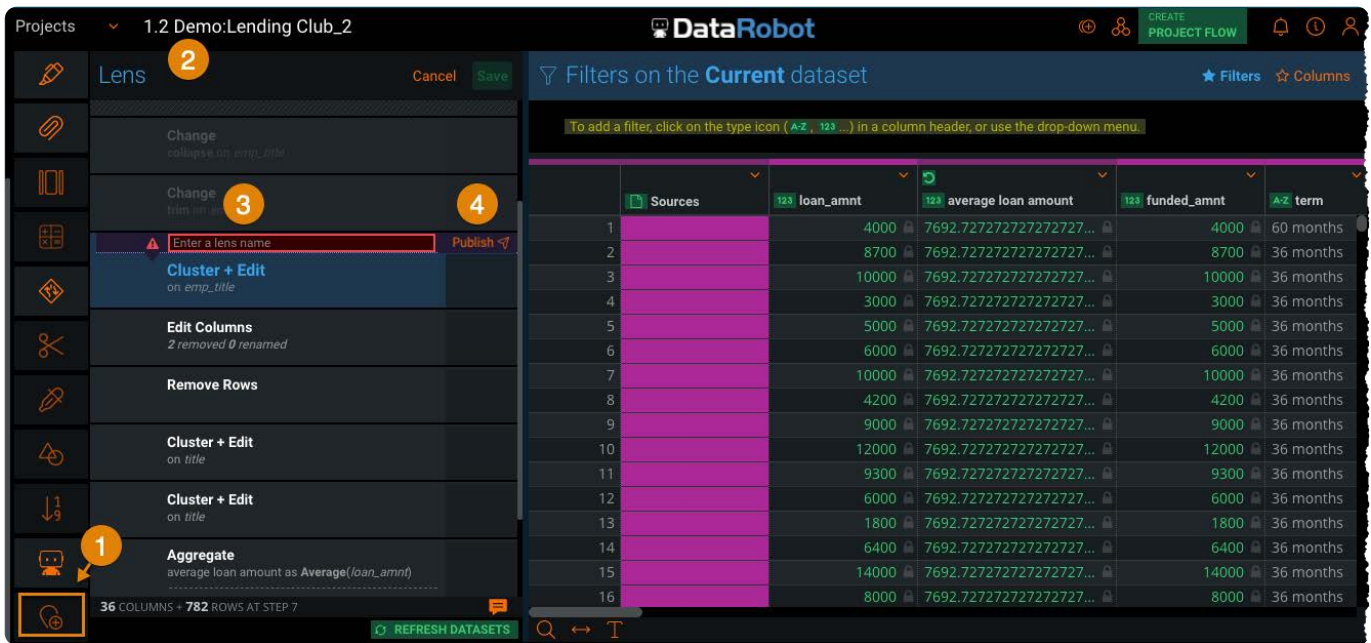 Projects 1.2 Demo:Lending Club_2 DataRobot CREATE PROJECT FLOW
2
Lens Cancel Save
Filters on the Current dataset Filters Columns
To add a filter, click on the type icon ( A-Z , 123 ...) in a column header, or use the drop-down menu.
Change
collapse on emp_title
Change
trim on
3
4
Enter a lens name Publish
Cluster + Edit
on emp_title
Edit Columns
2 removed 0 renamed
Remove Rows
Cluster + Edit
on title
Cluster + Edit
on title
1
Aggregate
average loan amount as Average(loan_amnt)
36 COLUMNS + 782 ROWS AT STEP 7
REFRESH DATASETS
Sources 123 loan_amnt 123 average loan amount 123 funded_amnt A-Z term
1 4000 7692.727272727272727... 4000 60 months
2 8700 7692.727272727272727... 8700 36 months
3 10000 7692.727272727272727... 10000 36 months
4 3000 7692.727272727272727... 3000 36 months
5 5000 7692.727272727272727... 5000 36 months
6 6000 7692.727272727272727... 6000 36 months
7 10000 7692.727272727272727... 10000 36 months
8 4200 7692.727272727272727... 4200 36 months
9 9000 7692.727272727272727... 9000 36 months
10 12000 7692.727272727272727... 12000 36 months
11 9300 7692.727272727272727... 9300 36 months
12 6000 7692.727272727272727... 6000 36 months
13 1800 7692.727272727272727... 1800 36 months
14 6400 7692.727272727272727... 6400 36 months
15 14000 7692.727272727272727... 14000 36 months
16 8000 7692.727272727272727... 8000 36 months